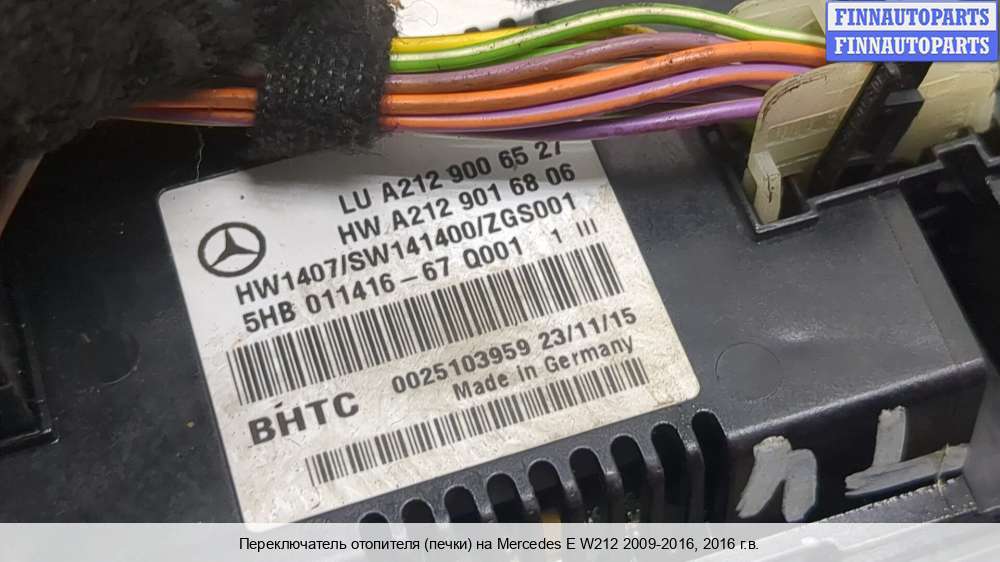 FINNAUTOPARTS
FINNAUTOPARTS
LU A212 900 65 27
HW A212 901 68 06
HW1407/SW141400/ZGS001
5HB 011416-67 Q001 1 III
0025103959 23/11/15
BHTC Made in Germany
Переключатель отопителя (печки) на Mercedes E W212 2009-2016, 2016 г.в.